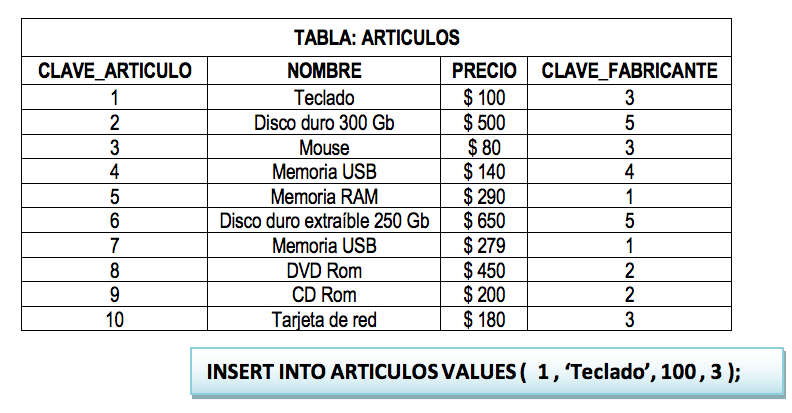 TABLA: ARTICULOS
CLAVE_ARTICULO NOMBRE PRECIO CLAVE_FABRICANTE
1 Teclado $ 100 3
2 Disco duro 300 Gb $ 500 5
3 Mouse $ 80 3
4 Memoria USB $ 140 4
5 Memoria RAM $ 290 1
6 Disco duro extraíble 250 Gb $ 650 5
7 Memoria USB $ 279 1
8 DVD Rom $ 450 2
9 CD Rom $ 200 2
10 Tarjeta de red $ 180 3
INSERT INTO ARTICULOS VALUES ( 1 , ‘Teclado’, 100 , 3 );